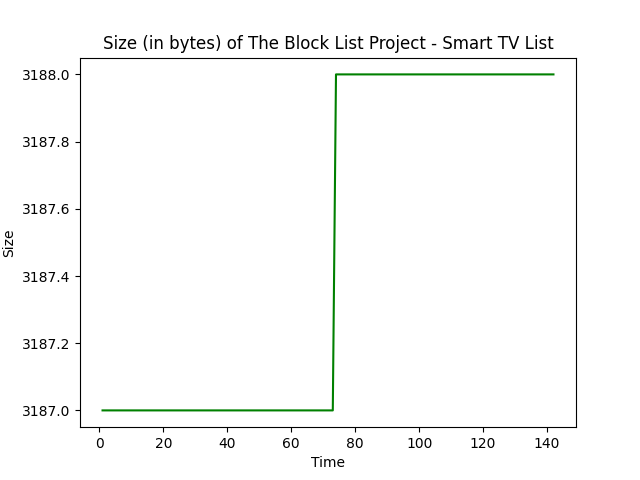 Size (in bytes) of The Block List Project - Smart TV List
3188.0
3187.8
3187.6
3187.4
3187.2
3187.0
Size
0 20 40 60 80 100 120 140
Time